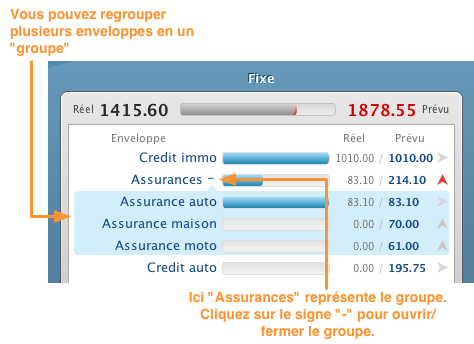 Vous pouvez regrouper
plusieurs enveloppes en un
"groupe"
Fixe
Réel 1415.60 1878.55 Prévu
Enveloppe Réel Prévu
Credit immo 1010.00 / 1010.00
Assurances - 83.10 / 214.10
Assurance auto 83.10 / 83.10
Assurance maison 0.00 / 70.00
Assurance moto 0.00 / 61.00
Credit auto 0.00 / 195.75
Ici "Assurances" représente le groupe.
Cliquez sur le signe "-" pour ouvrir/
fermer le groupe.